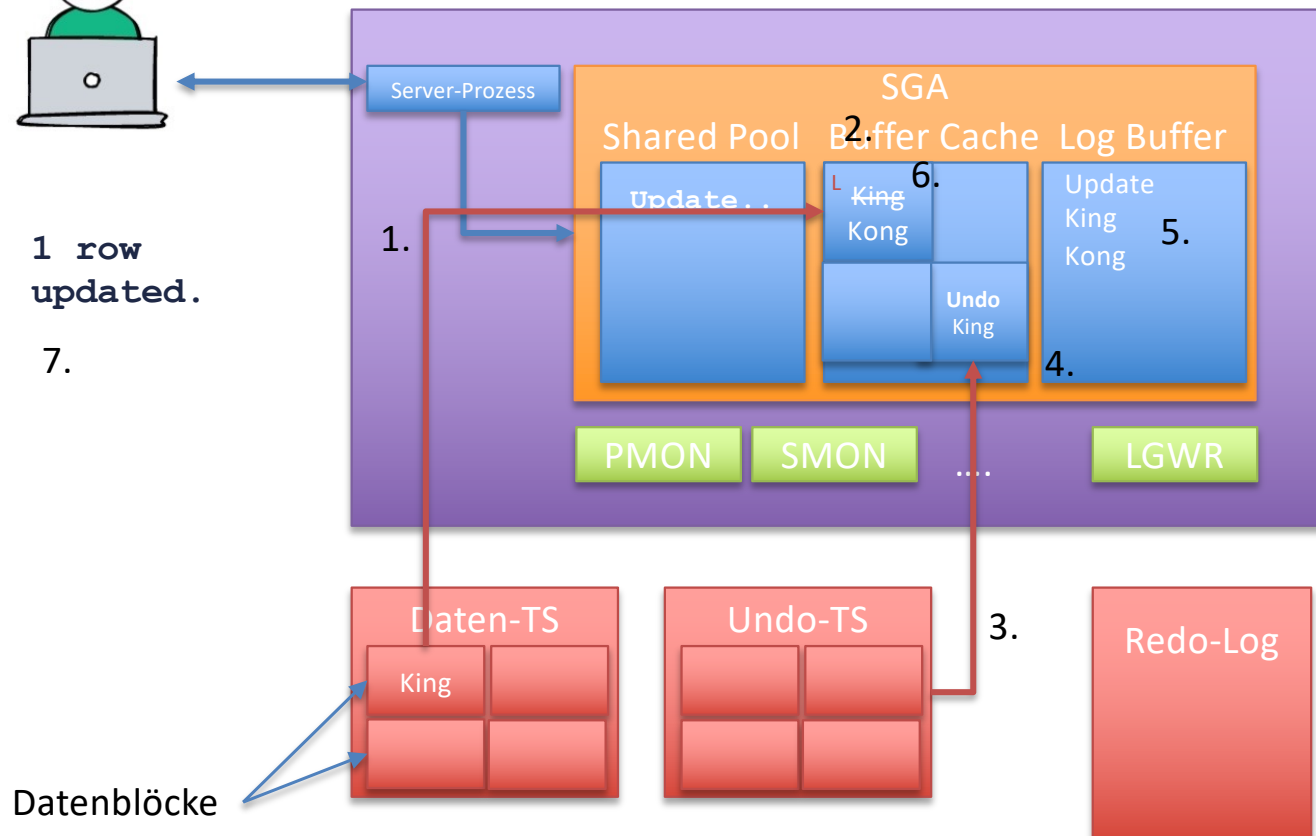 Server-Prozess
SGA
Shared Pool
2.
Buffer Cache
Log Buffer
Update..
L
King
6.
Kong
Update
King
Kong
5.
1.
1 row
updated.
Undo
King
7.
4.
PMON
SMON
....
LGWR
Daten-TS
Undo-TS
3.
Redo-Log
King
Datenblöcke